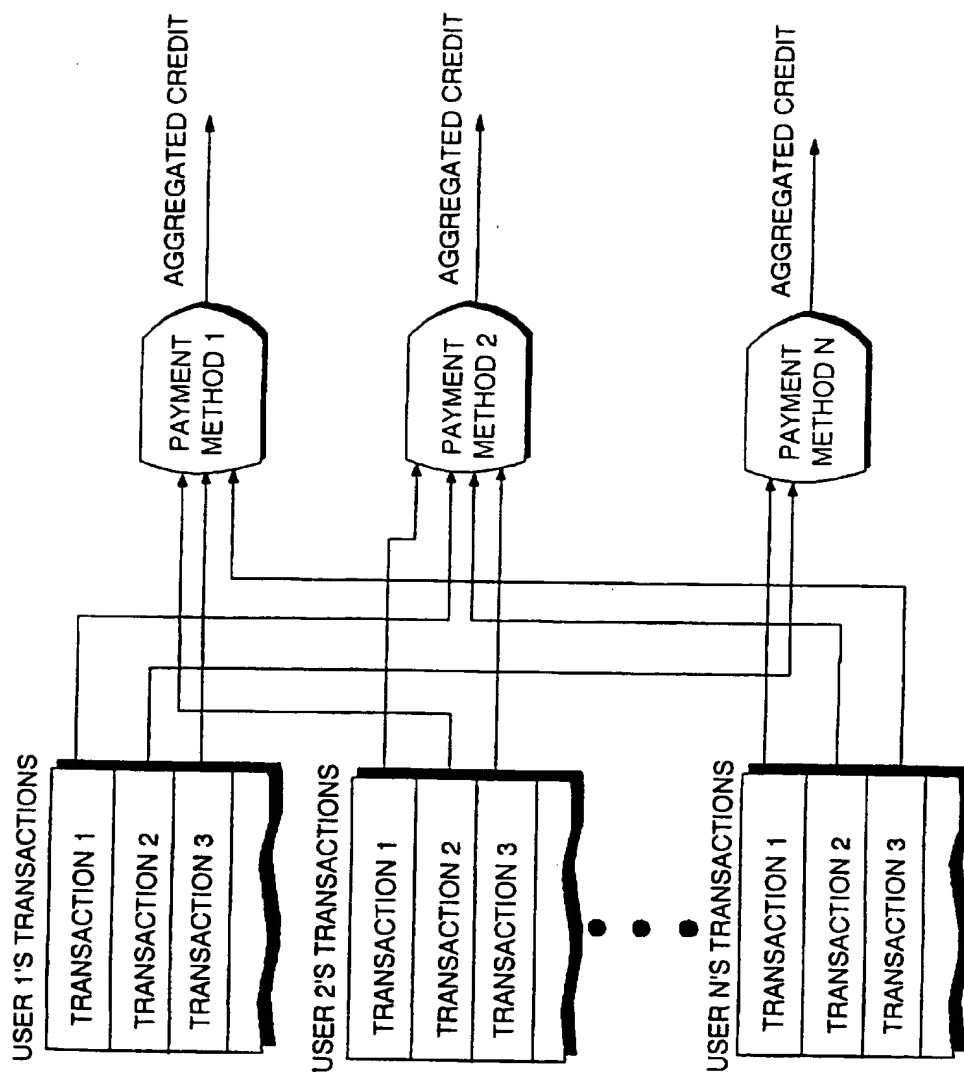 USER 1'S TRANSACTIONS
TRANSACTION 1
TRANSACTION 2
TRANSACTION 3
USER 2'S TRANSACTIONS
TRANSACTION 1
TRANSACTION 2
TRANSACTION 3
USER N'S TRANSACTIONS
TRANSACTION 1
TRANSACTION 2
TRANSACTION 3
PAYMENT
METHOD 1
AGGREGATED CREDIT
PAYMENT
METHOD 2
AGGREGATED CREDIT
PAYMENT
METHOD N
AGGREGATED CREDIT